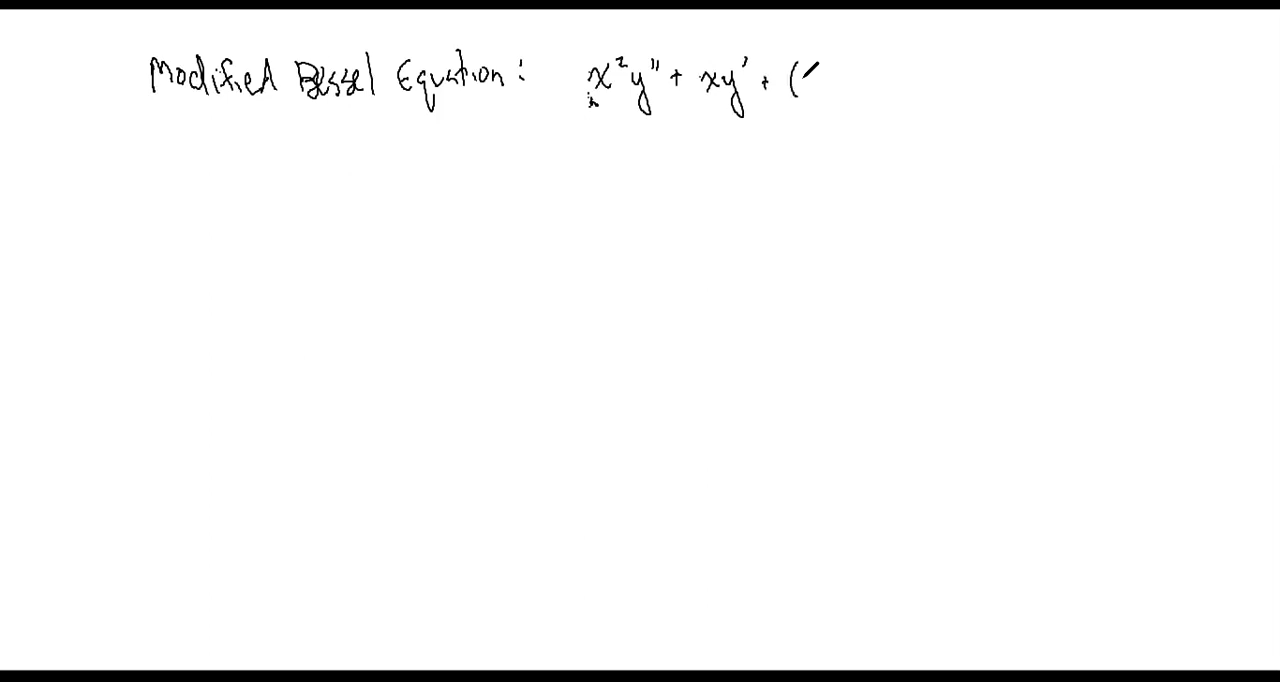 Modified Bessel Equation: x²y" + xy' + (